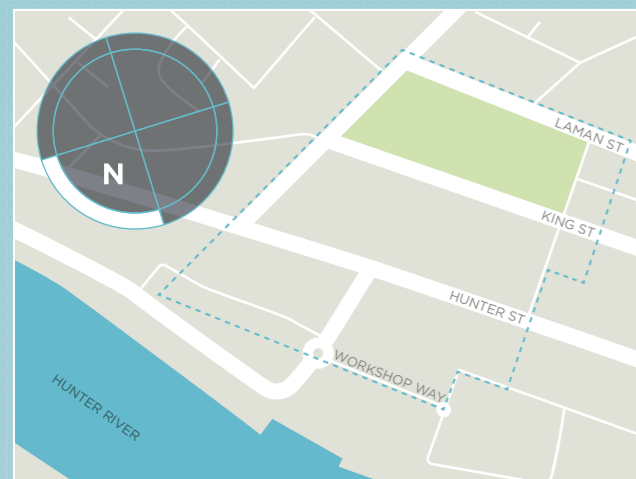 LAMAN ST
N
KING ST
HUNTER ST
WORKSHOP WAY
HUNTER RIVER